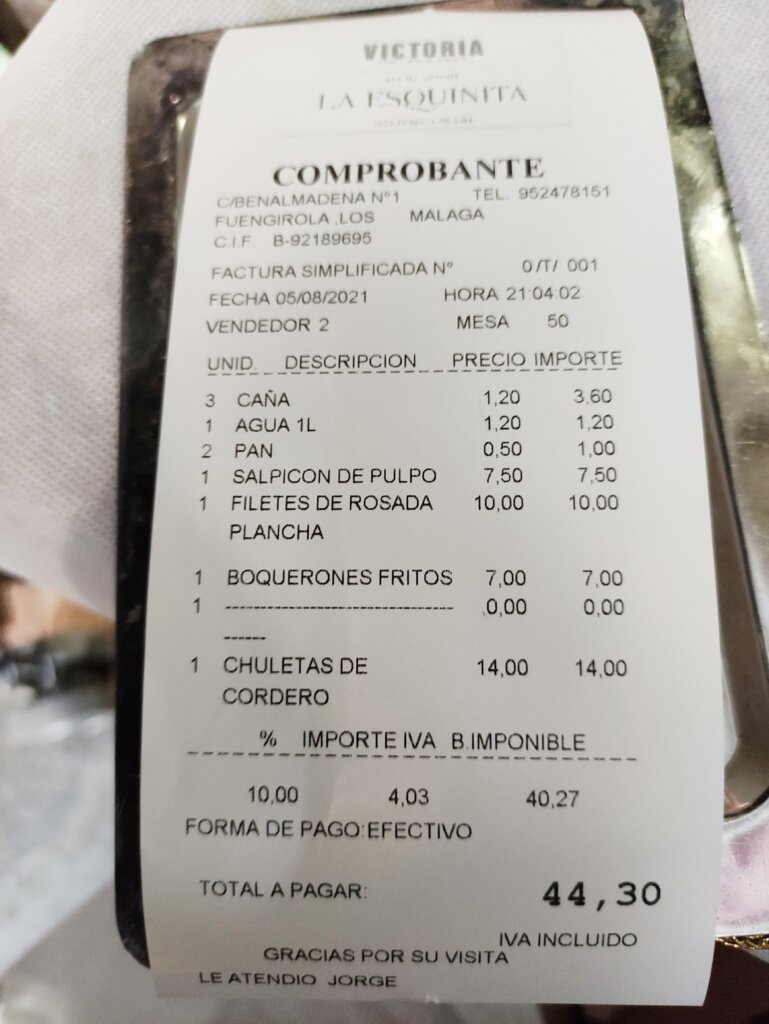 VICTORIA
LA ESQUINITA
COMPROBANTE
C/BENALMADENA Nº1 TEL. 952478151
FUENGIROLA ,LOS MALAGA
C.I.F. B-92189695
FACTURA SIMPLIFICADA Nº 0/T/ 001
FECHA 05/08/2021 HORA 21:04:02
VENDEDOR 2 MESA 50
UNID. DESCRIPCION PRECIO IMPORTE
3 CAÑA 1,20 3,60
1 AGUA 1L 1,20 1,20
2 PAN 0,50 1,00
1 SALPICON DE PULPO 7,50 7,50
1 FILETES DE ROSADA 10,00 10,00
PLANCHA
1 BOQUERONES FRITOS 7,00 7,00
1 ---------------------------------- 0,00 0,00
------
1 CHULETAS DE 14,00 14,00
CORDERO
% IMPORTE IVA B.IMPONIBLE
10,00 4,03 40,27
FORMA DE PAGO:EFECTIVO
TOTAL A PAGAR: 44,30
IVA INCLUIDO
GRACIAS POR SU VISITA
LE ATENDIO JORGE